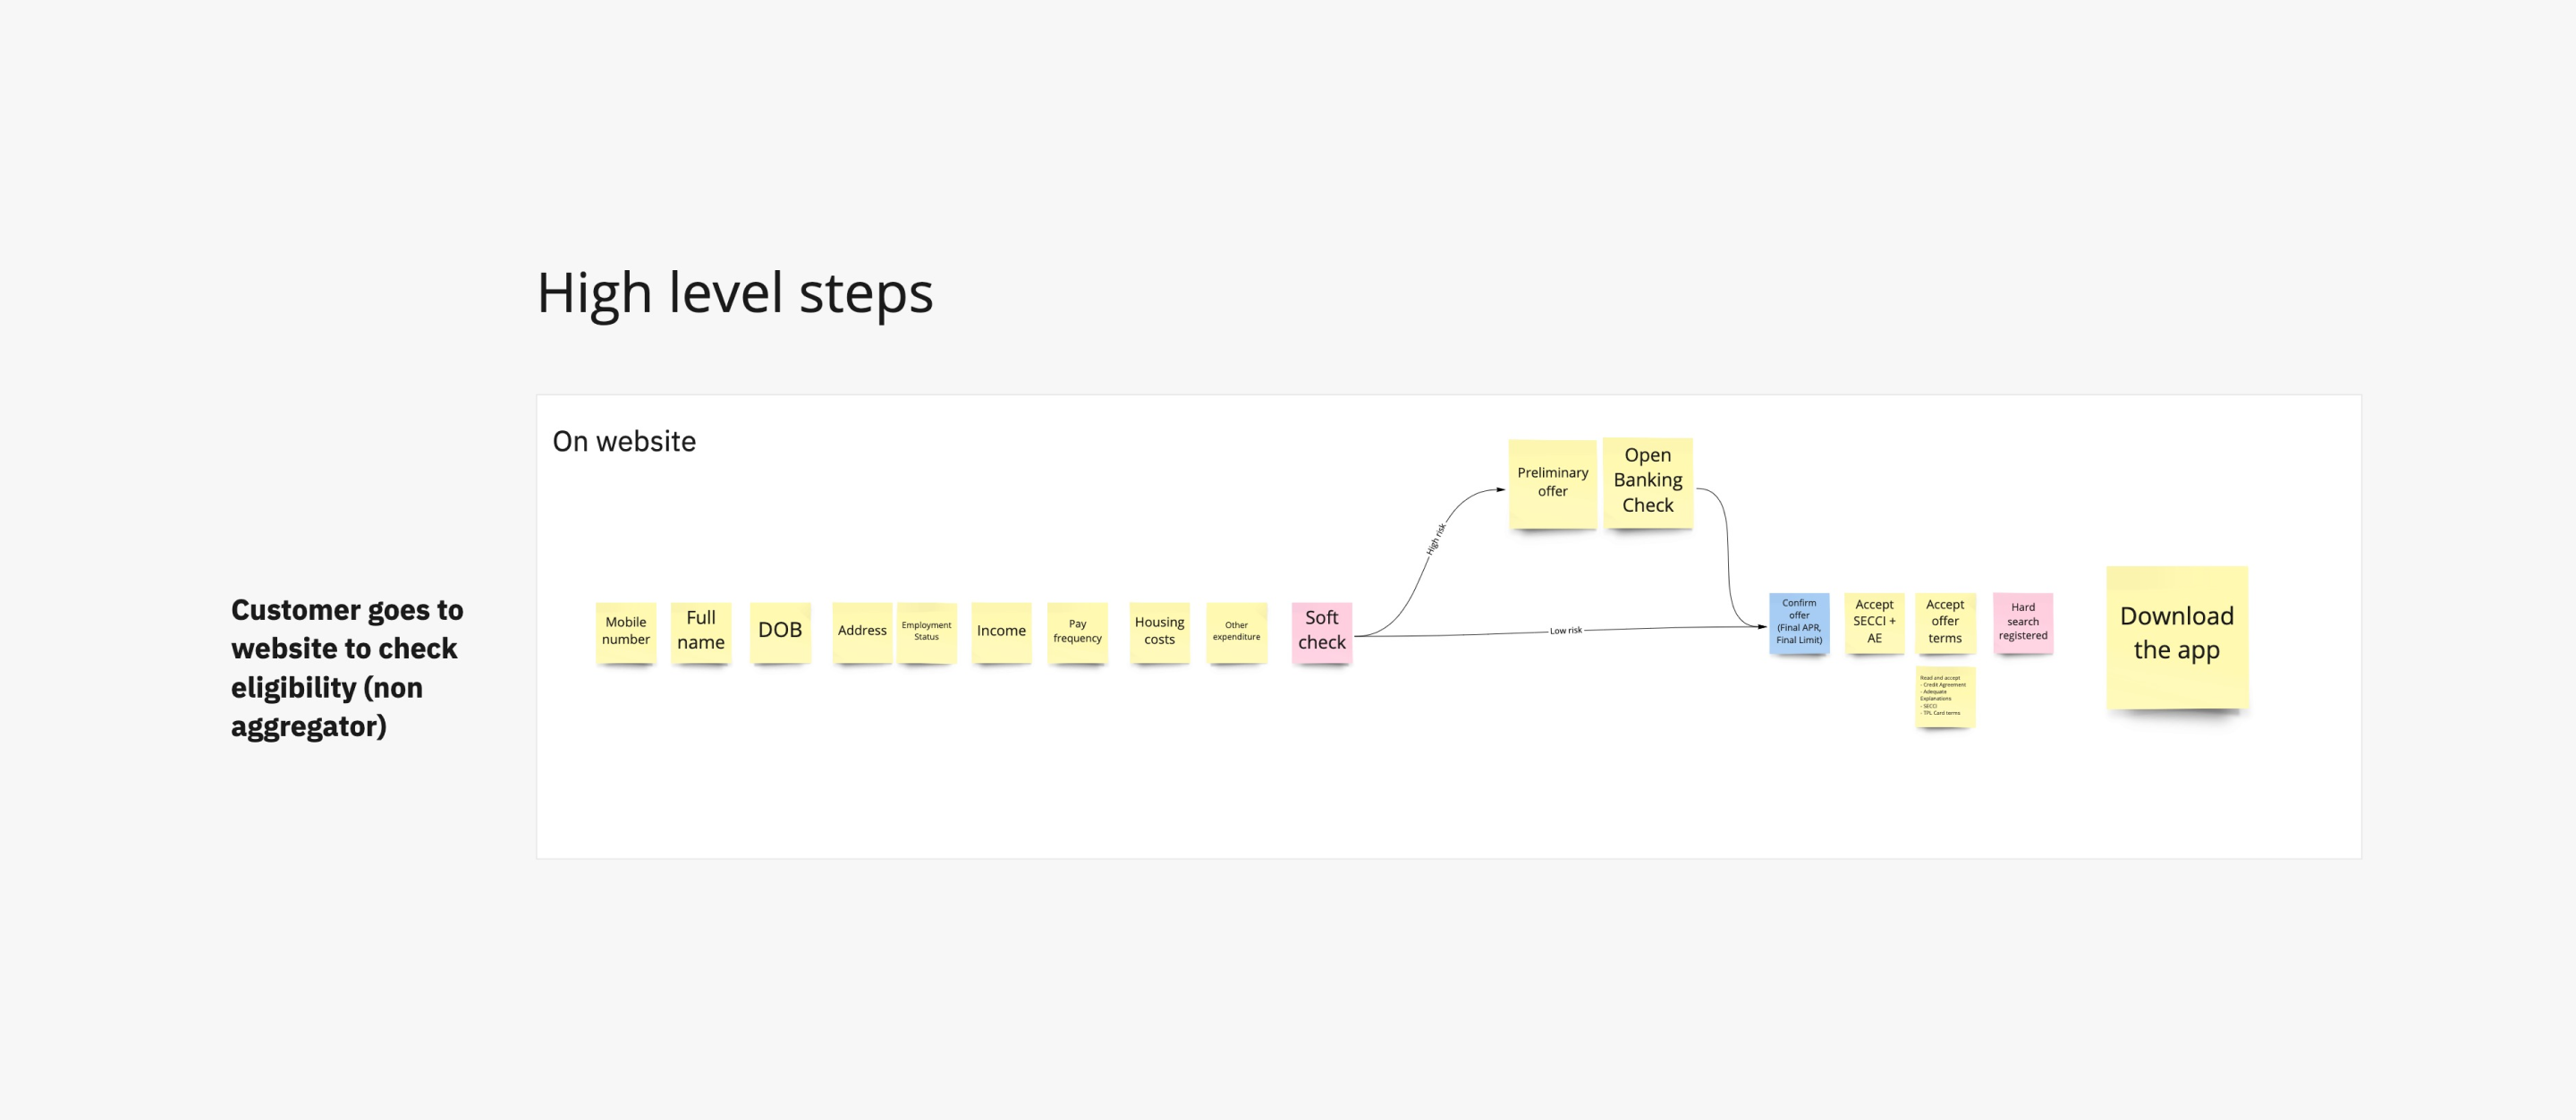 High level steps
On website
Customer goes to
website to check
eligibility (non
aggregator)
Mobile
number
Full
name
DOB
Address
Employment
Status
Income
Pay
frequency
Housing
costs
Other
expenditure
Soft
check
High risk
Low risk
Preliminary
offer
Open
Banking
Check
Confirm
offer
(Final APR,
Final Limit)
Accept
SECCI +
AE
Accept
offer
terms
Read and accept
- Credit Agreement
- Adequate
Explanations
- SECCI
- TPL Card terms
Hard
search
registered
Download
the app